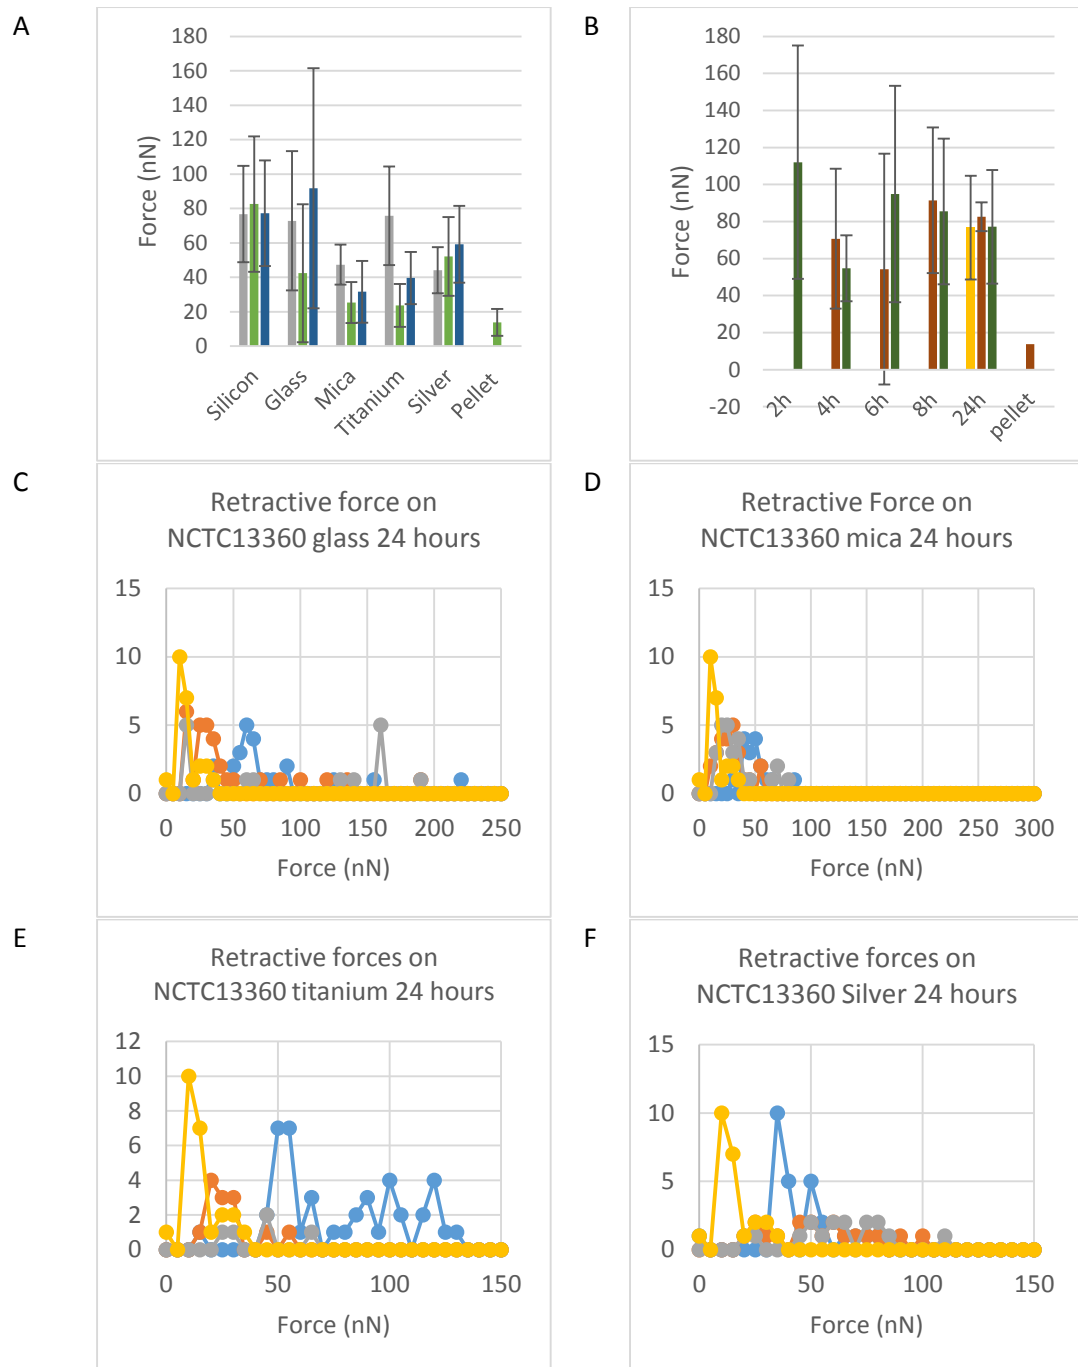 A
180
160
140
120
100
80
60
40
20
0
Force (nN)
Silicon
Glass
Mica
Titanium
Silver
Pellet
B
180
160
140
120
100
80
60
40
20
0
-20
Force (nN)
2h
4h
6h
8h
24h
pellet
C
Retractive force on
NCTC13360 glass 24 hours
15
10
5
0
0 50 100 150 200 250
Force (nN)
D
Retractive Force on
NCTC13360 mica 24 hours
15
10
5
0
0 50 100 150 200 250 300
Force (nN)
E
Retractive forces on
NCTC13360 titanium 24 hours
12
10
8
6
4
2
0
0 50 100 150
Force (nN)
F
Retractive forces on
NCTC13360 Silver 24 hours
15
10
5
0
0 50 100 150
Force (nN)